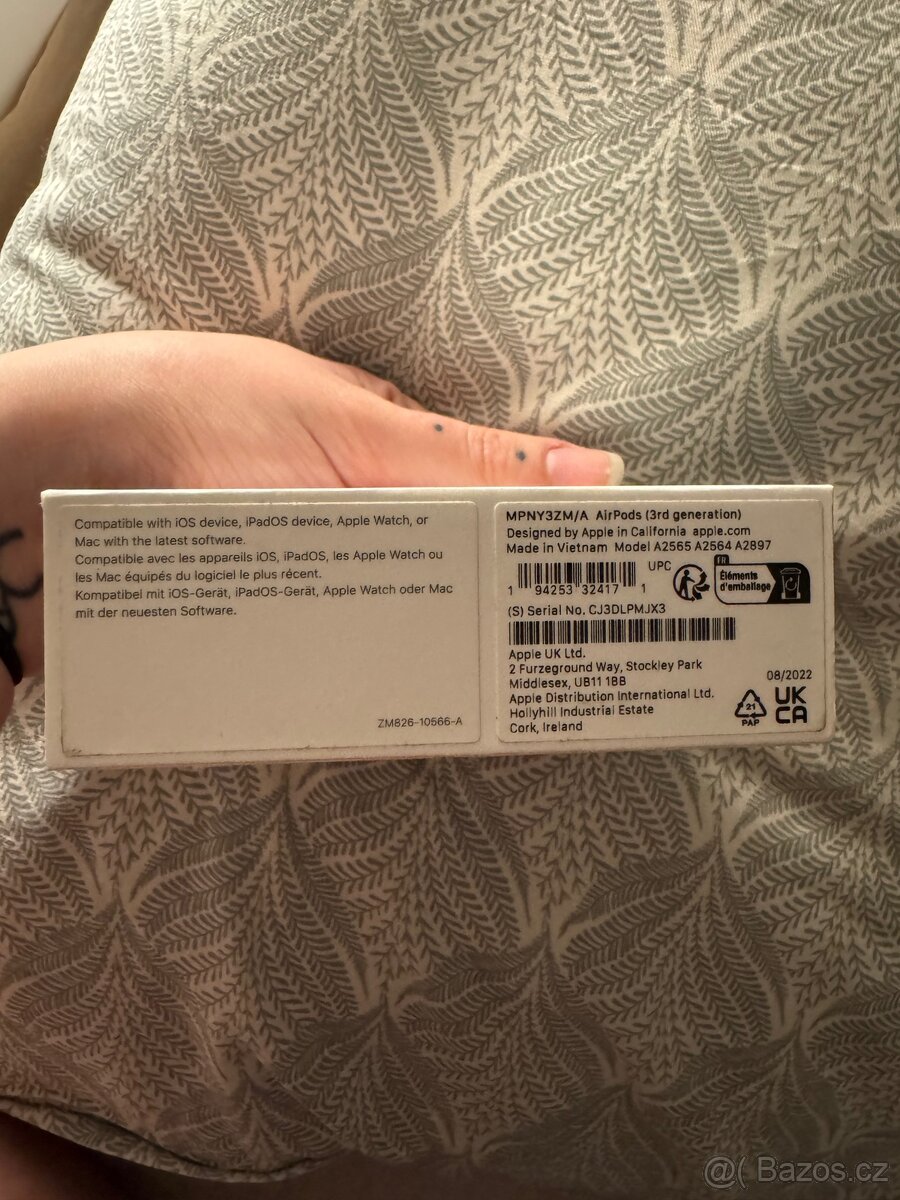 Compatible with iOS device, iPadOS device, Apple Watch, or
Mac with the latest software.
Compatible avec les appareils iOS, iPadOS, les Apple Watch ou
les Mac équipés du logiciel le plus récent.
Kompatibel mit iOS-Gerät, iPadOS-Gerät, Apple Watch oder Mac
mit der neuesten Software.
ZM826-10566-A
MPNY3ZM/A AirPods (3rd generation)
Designed by Apple in California apple.com
Made in Vietnam Model A2565 A2564 A2897
UPC
1 94253 32417 1
FR
Éléments
d'emballage
(S) Serial No. CJ3DLPMJX3
Apple UK Ltd.
2 Furzeground Way, Stockley Park
Middlesex, UB11 1BB
Apple Distribution International Ltd.
Hollyhill Industrial Estate
Cork, Ireland
08/2022
21
PAP
UK
CA
@( Bazos.cz